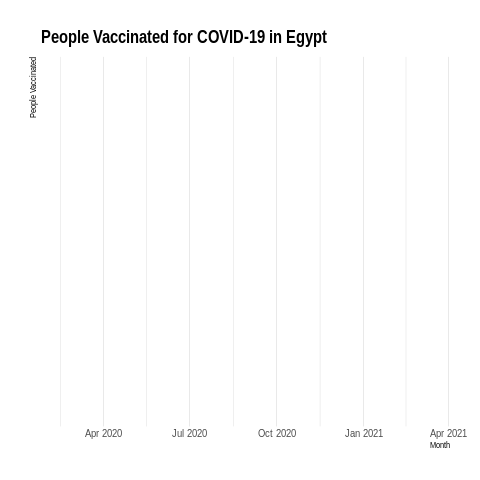 People Vaccinated for COVID-19 in Egypt
People Vaccinated
Apr 2020
Jul 2020
Oct 2020
Jan 2021
Apr 2021
Month